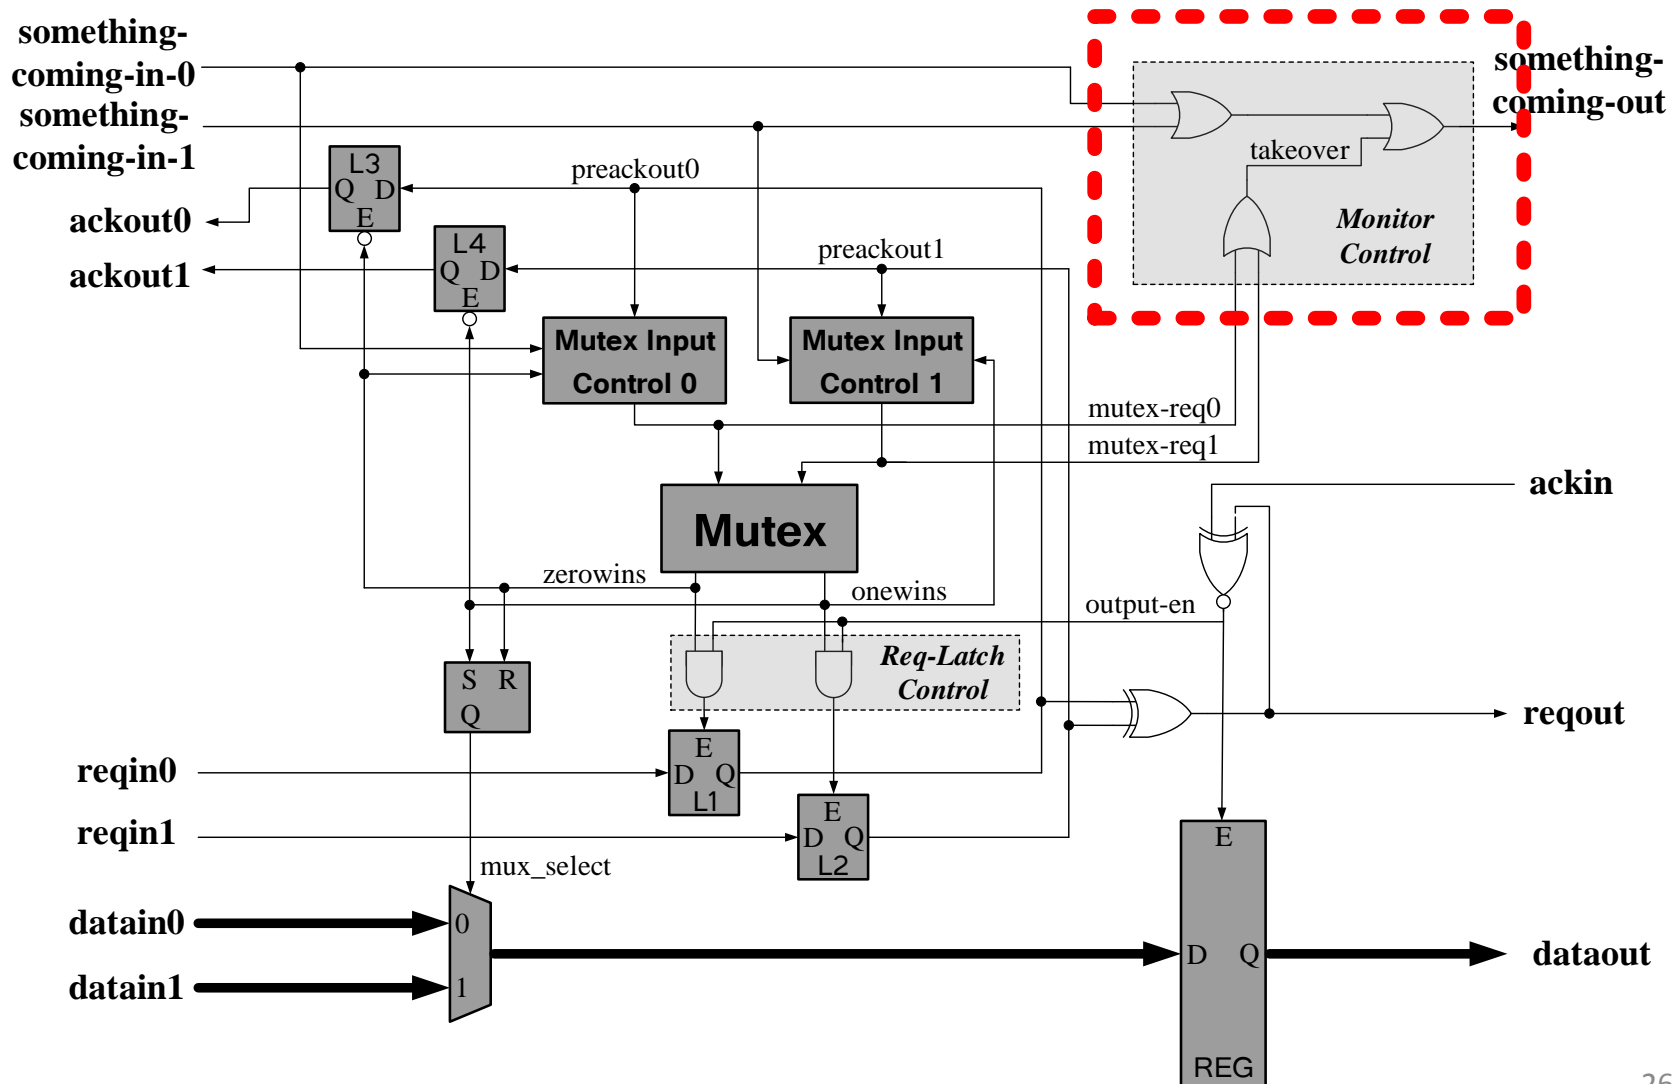 something-
coming-in-0
something-
coming-in-1
something-
coming-out
takeover
Monitor
Control
L3
Q D
E
preackout0
ackout0
L4
Q D
E
preackout1
ackout1
Mutex Input
Control 0
Mutex Input
Control 1
mutex-req0
mutex-req1
ackin
Mutex
zerowins
onewins
output-en
Req-Latch
Control
S R
Q
reqout
reqin0
E
D Q
L1
reqin1
E
D Q
L2
mux_select
E
datain0
0
D Q
dataout
datain1
1
REG
26